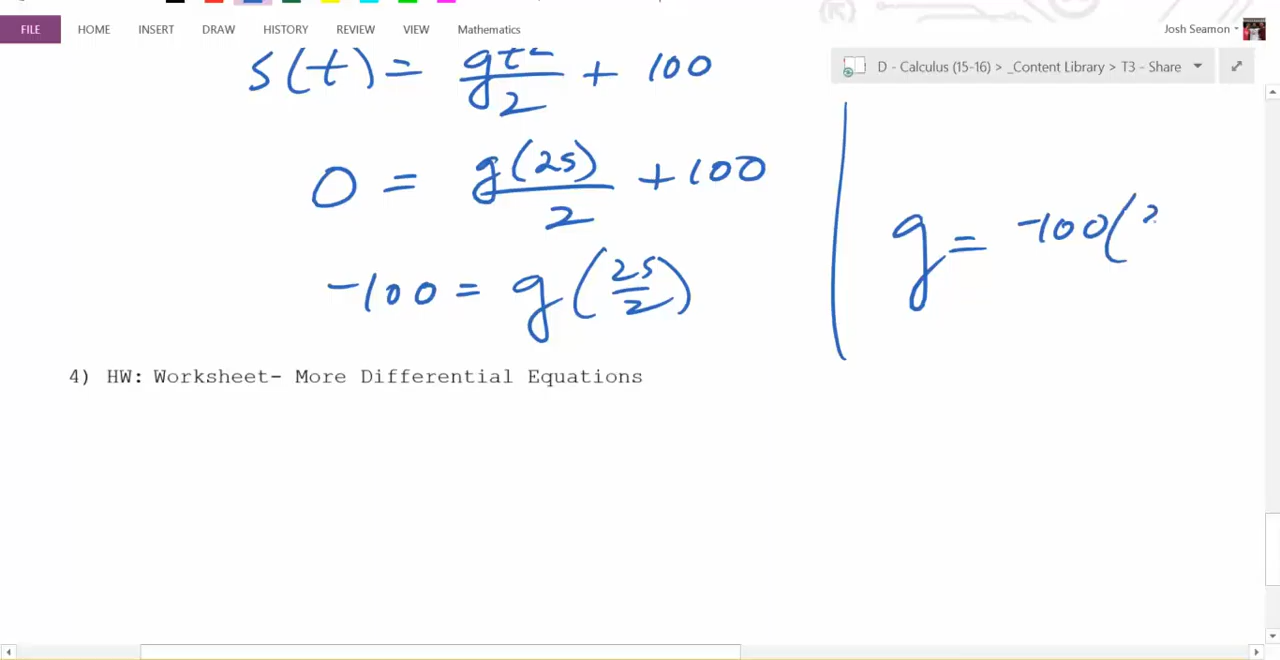 FILE HOME INSERT DRAW HISTORY REVIEW VIEW Mathematics Josh Seamon
D - Calculus (15-16) > _Content Library > T3 - Share
s(t) = gt²/2 + 100
0 = g(25)/2 + 100
-100 = g(25/2)
g = -100(2
4) HW: Worksheet- More Differential Equations